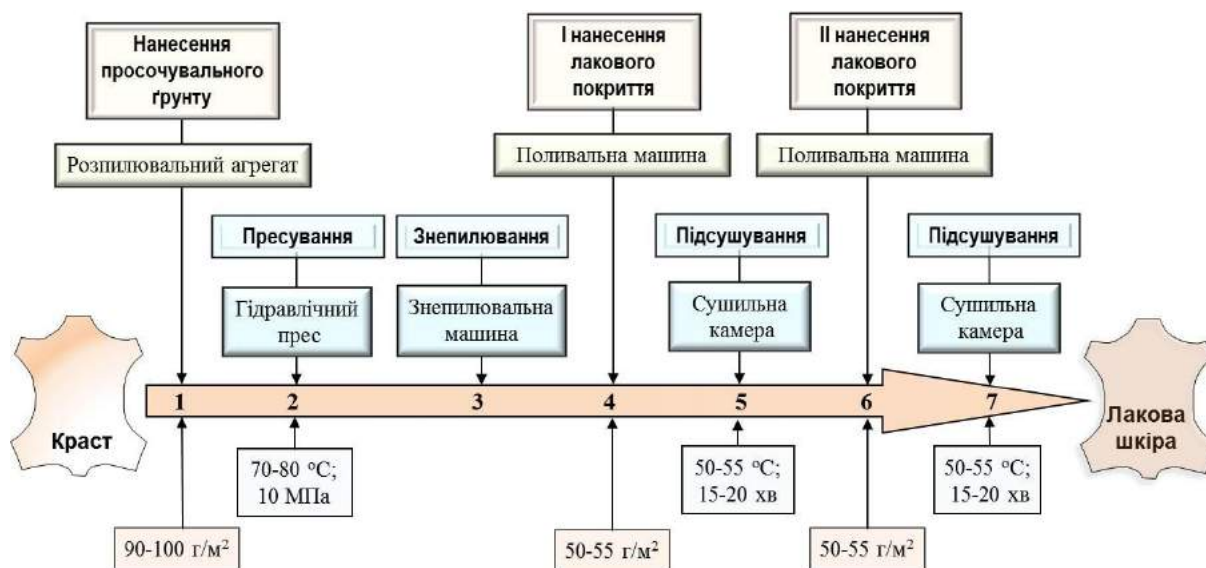 Нанесення
просочувального
ґрунту
І нанесення
лакового
покриття
ІІ нанесення
лакового
покриття
Розпилювальний агрегат
Поливальна машина
Поливальна машина
Пресування
Знепилювання
Підсушування
Підсушування
Гідравлічний
прес
Знепилювальна
машина
Сушильна
камера
Сушильна
камера
Краст
1
2
3
4
5
6
7
Лакова
шкіра
70-80 °С;
10 МПа
50-55 °С;
15-20 хв
50-55 °С;
15-20 хв
90-100 г/м²
50-55 г/м²
50-55 г/м²